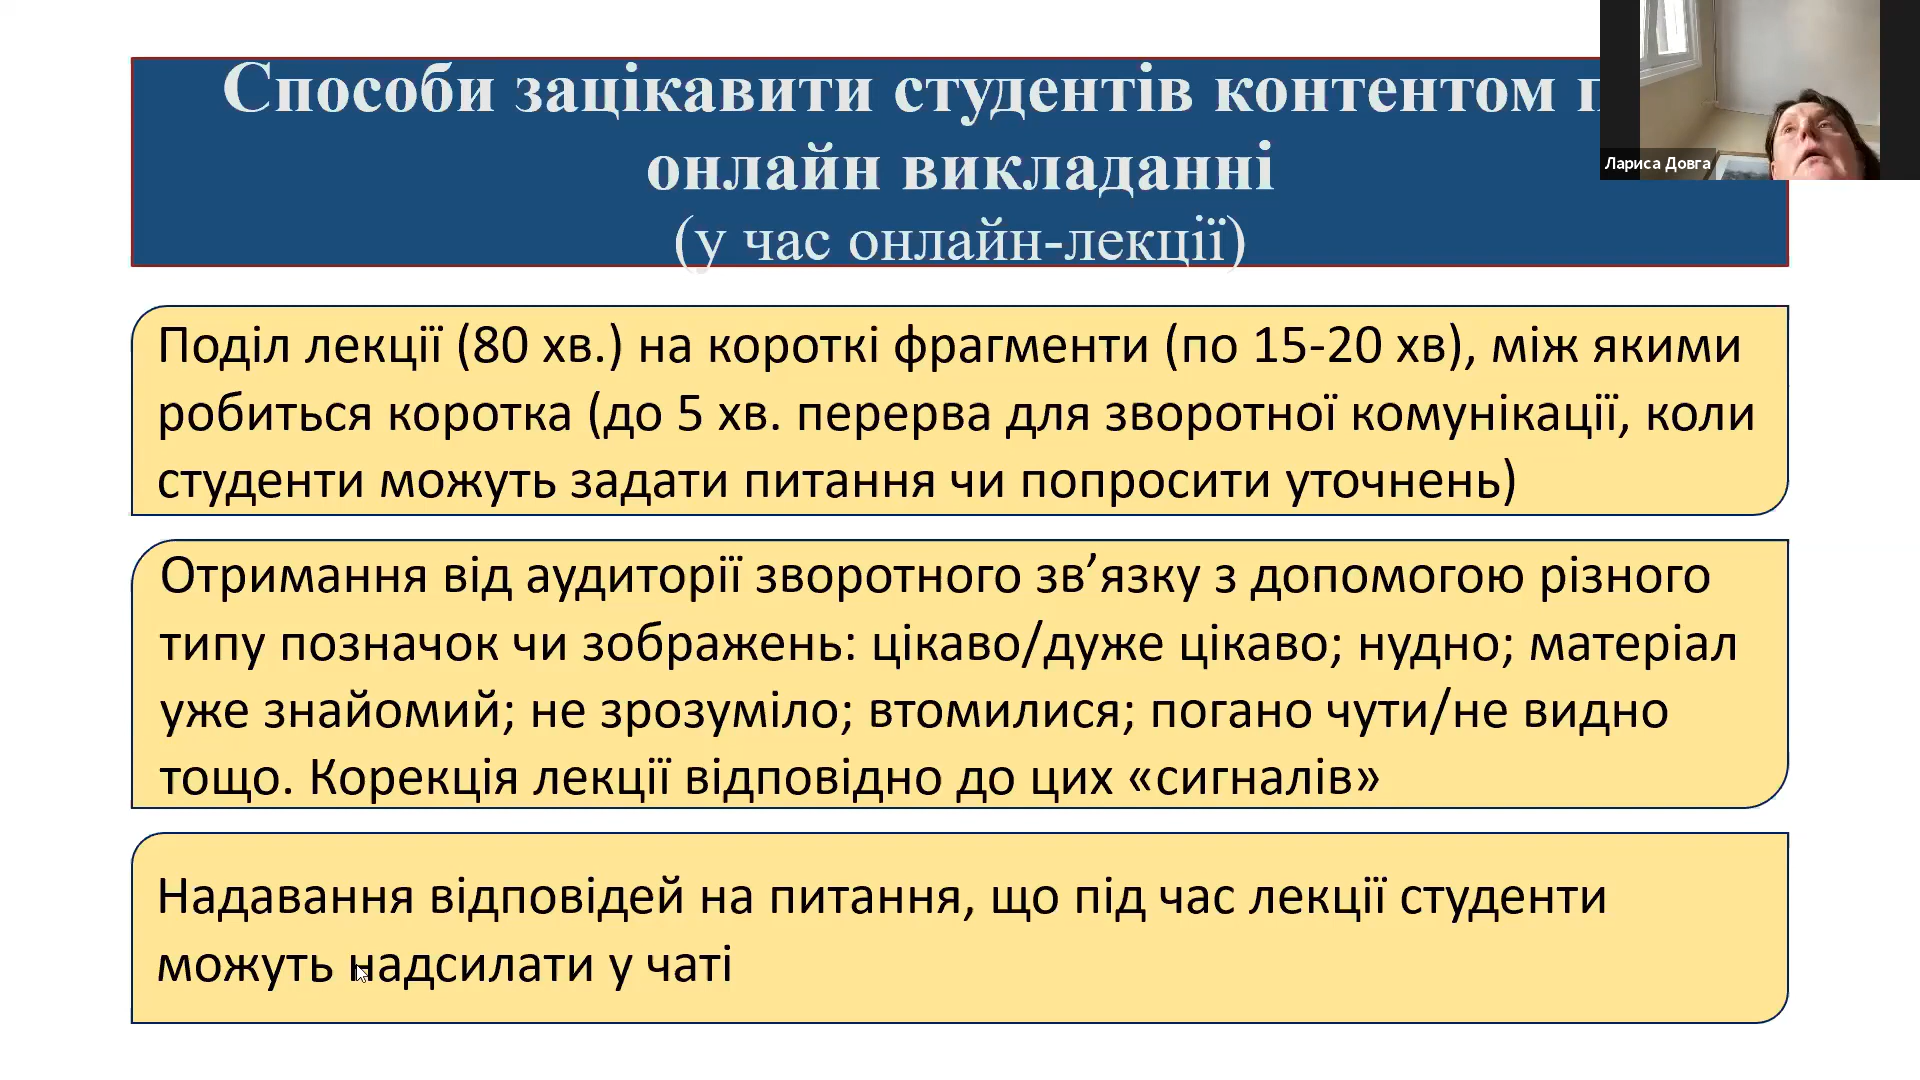 Способи зацікавити студентів контентом
онлайн викладанні
(у час онлайн-лекції)
Лариса Довга
Поділ лекції (80 хв.) на короткі фрагменти (по 15-20 хв), між якими
робиться коротка (до 5 хв. перерва для зворотної комунікації, коли
студенти можуть задати питання чи попросити уточнень)
Отримання від аудиторії зворотного зв’язку з допомогою різного
типу позначок чи зображень: цікаво/дуже цікаво; нудно; матеріал
уже знайомий; не зрозуміло; втомилися; погано чути/не видно
тощо. Корекція лекції відповідно до цих «сигналів»
Надавання відповідей на питання, що під час лекції студенти
можуть надсилати у чаті